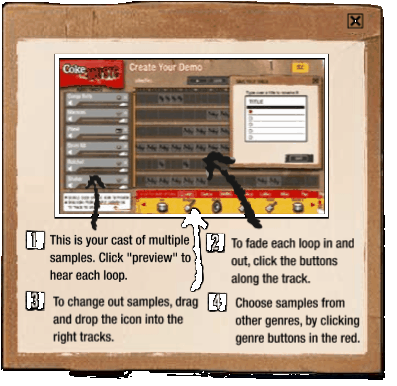 Coke
Create Your Demo
TITLE
1 This is your cast of multiple
samples. Click "preview" to
hear each loop.
2 To fade each loop in and
out, click the buttons
along the track.
3 To change out samples, drag
and drop the icon into the
right tracks.
4 Choose samples from
other genres, by clicking
genre buttons in the red.